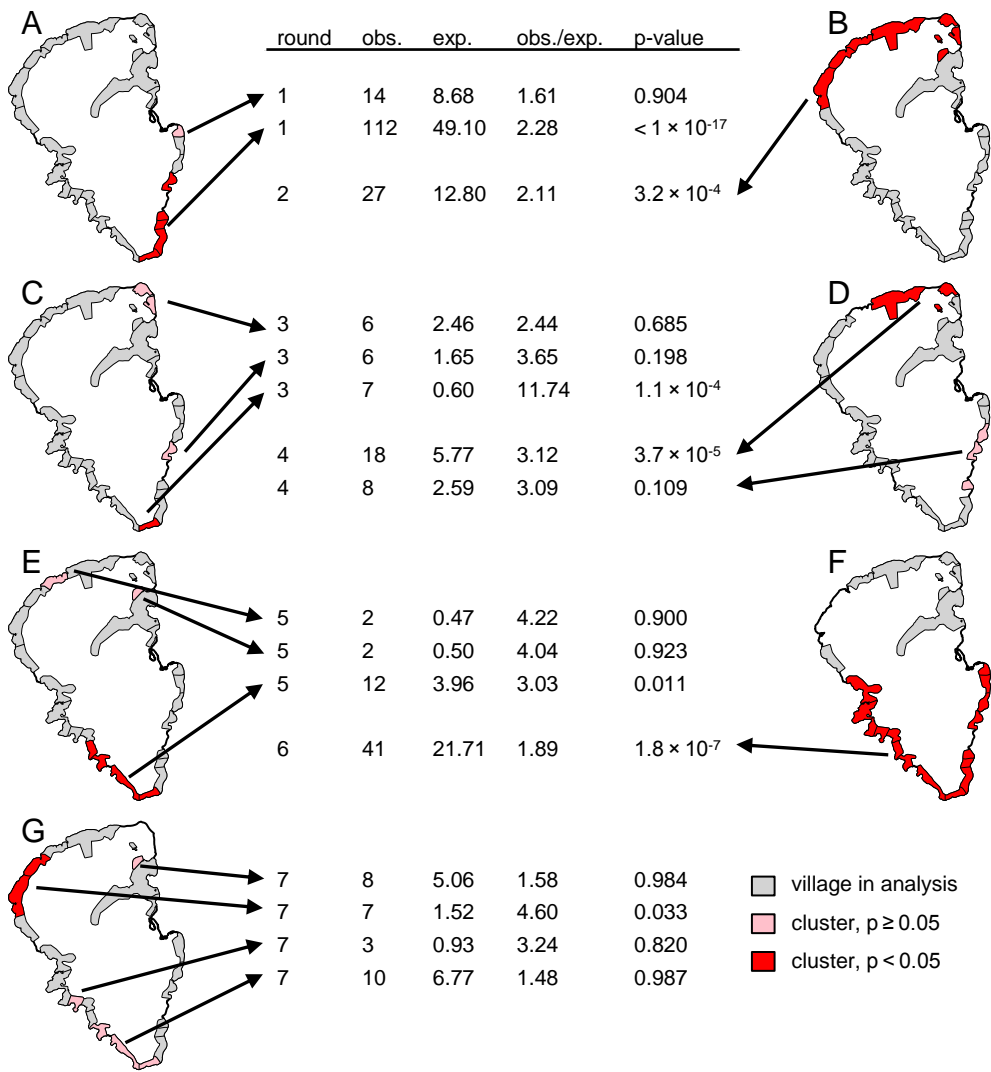 A
round obs. exp. obs./exp. p-value
B
1 14 8.68 1.61 0.904
1 112 49.10 2.28 < 1 × 10⁻¹⁷
2 27 12.80 2.11 3.2 × 10⁻⁴
C
D
3 6 2.46 2.44 0.685
3 6 1.65 3.65 0.198
3 7 0.60 11.74 1.1 × 10⁻⁴
4 18 5.77 3.12 3.7 × 10⁻⁵
4 8 2.59 3.09 0.109
E
F
5 2 0.47 4.22 0.900
5 2 0.50 4.04 0.923
5 12 3.96 3.03 0.011
6 41 21.71 1.89 1.8 × 10⁻⁷
G
7 8 5.06 1.58 0.984
7 7 1.52 4.60 0.033
7 3 0.93 3.24 0.820
7 10 6.77 1.48 0.987
village in analysis
cluster, p ≥ 0.05
cluster, p < 0.05